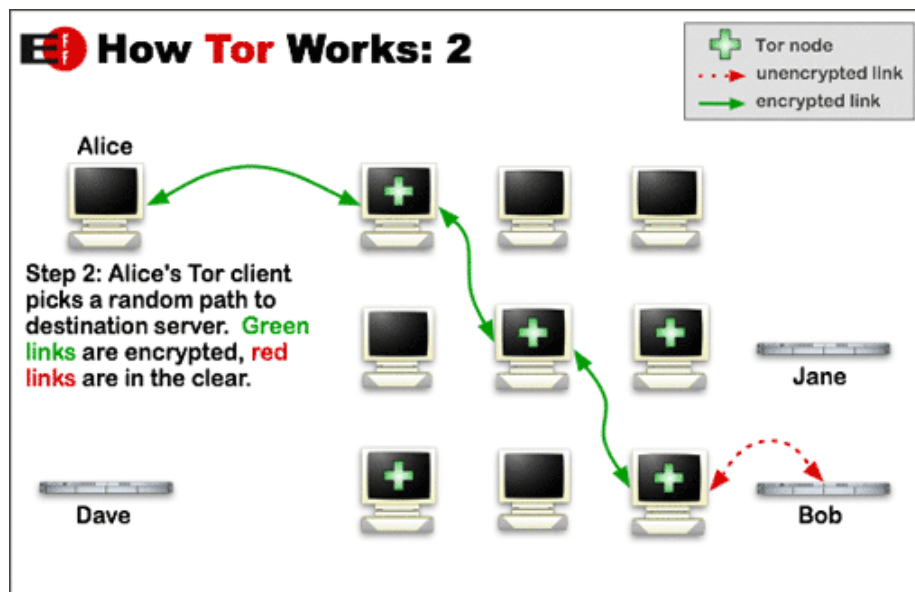 EFF How Tor Works: 2
Tor node
unencrypted link
encrypted link
Alice
Step 2: Alice's Tor client
picks a random path to
destination server. Green
links are encrypted, red
links are in the clear.
Jane
Dave
Bob